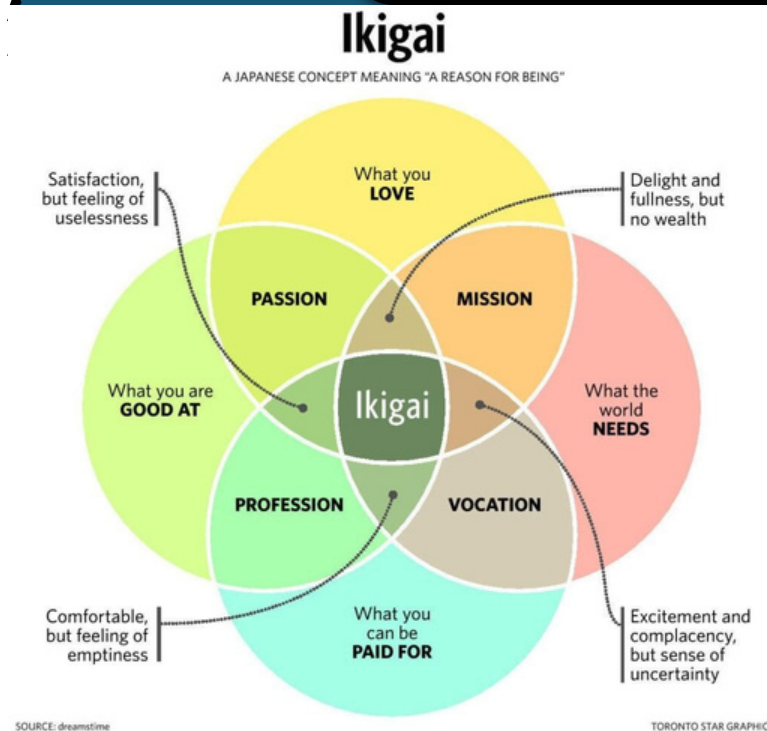 Ikigai
A JAPANESE CONCEPT MEANING “A REASON FOR BEING”
Satisfaction,
but feeling of
uselessness
What you
LOVE
Delight and
fullness, but
no wealth
PASSION
MISSION
What you are
GOOD AT
Ikigai
What the
world
NEEDS
PROFESSION
VOCATION
Comfortable,
but feeling of
emptiness
What you
can be
PAID FOR
Excitement and
complacency,
but sense of
uncertainty
SOURCE: dreamstime
TORONTO STAR GRAPHIC